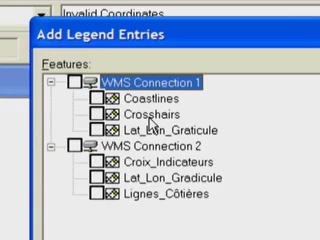 Invalid Coordinates
Add Legend Entries
Features:
WMS Connection 1
Coastlines
Crosshairs
Lat_Lon_Graticule
WMS Connection 2
Croix_Indicateurs
Lat_Lon_Gradicule
Lignes_Côtières